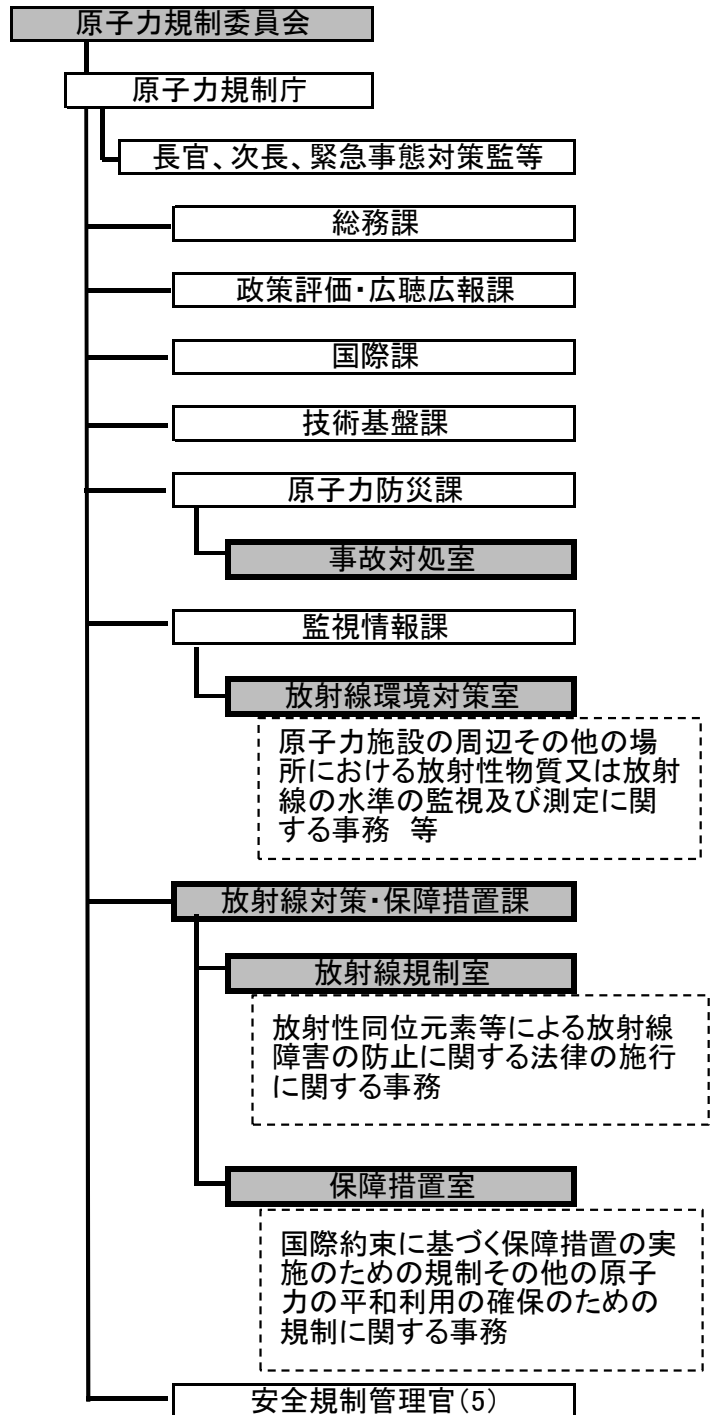 原子力規制委員会
原子力規制庁
長官、次長、緊急事態対策監等
総務課
政策評価・広聴広報課
国際課
技術基盤課
原子力防災課
事故対処室
監視情報課
放射線環境対策室
原子力施設の周辺その他の場
所における放射性物質又は放射
線の水準の監視及び測定に関
する事務 等
放射線対策・保障措置課
放射線規制室
放射性同位元素等による放射線
障害の防止に関する法律の施行
に関する事務
保障措置室
国際約束に基づく保障措置の実
施のための規制その他の原子
力の平和利用の確保のための
規制に関する事務
安全規制管理官(5)